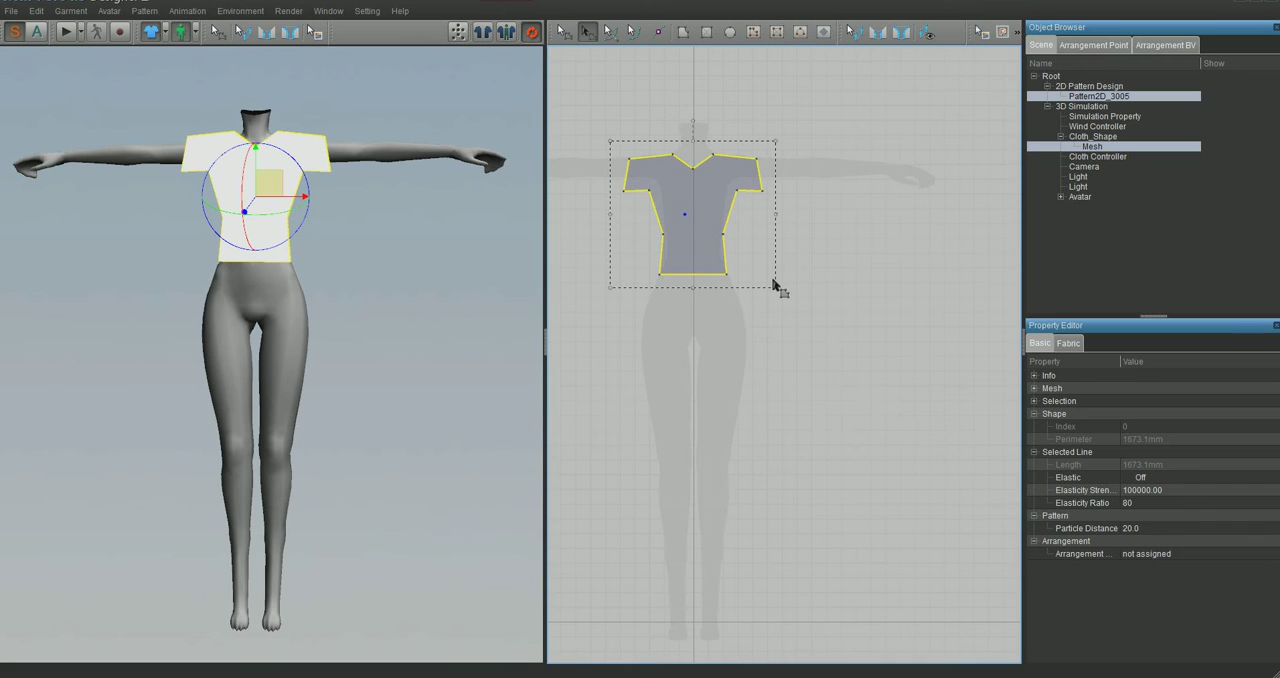 File Edit Garment Avatar Pattern Animation Environment Render Window Setting Help
S A
»
Object Browser
Scene Arrangement Point Arrangement BV
Name Show
Root
2D Pattern Design
Pattern2D_3005
3D Simulation
Simulation Property
Wind Controller
Cloth_Shape
Mesh
Cloth Controller
Camera
Light
Light
Avatar
Property Editor
Basic Fabric
Property Value
Info
Mesh
Selection
Shape
Index 0
Perimeter 1673.1mm
Selected Line
Length 1673.1mm
Elastic Off
Elasticity Stren... 100000.00
Elasticity Ratio 80
Pattern
Particle Distance 20.0
Arrangement
Arrangement ... not assigned